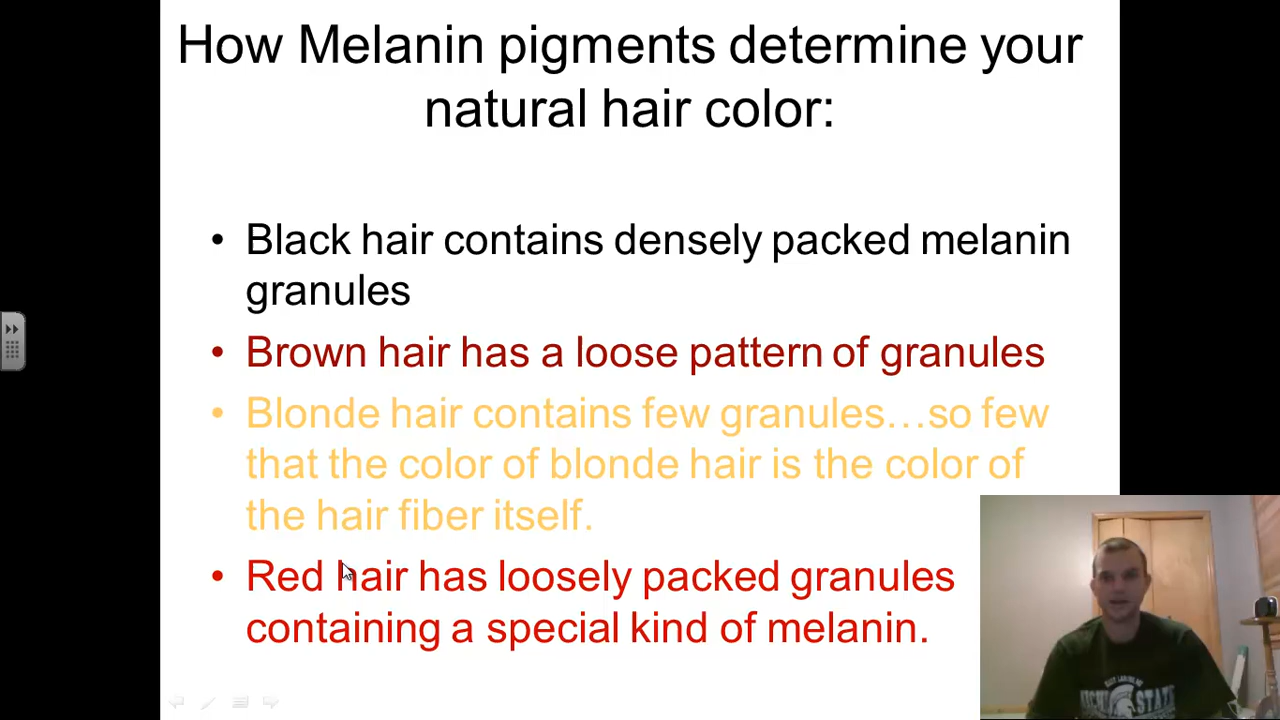 How Melanin pigments determine your
natural hair color:
• Black hair contains densely packed melanin
granules
• Brown hair has a loose pattern of granules
• Blonde hair contains few granules…so few
that the color of blonde hair is the color of
the hair fiber itself.
• Red hair has loosely packed granules
containing a special kind of melanin.
STATE